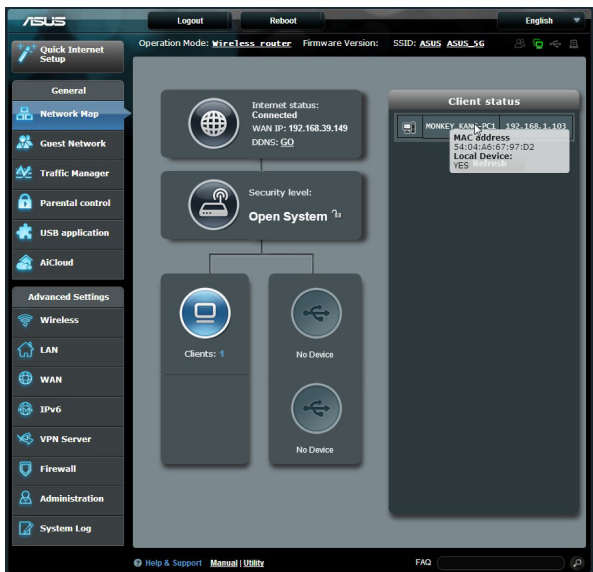 ASUS
Logout
Reboot
English
Quick Internet
Setup
Operation Mode: Wireless router Firmware Version: SSID: ASUS ASUS_5G
General
Network Map
Guest Network
Traffic Manager
Parental control
USB application
AiCloud
Advanced Settings
Wireless
LAN
WAN
IPv6
VPN Server
Firewall
Administration
System Log
Internet status:
Connected
WAN IP: 192.168.39.149
DDNS: GO
Security level:
Open System
Clients: 1
No Device
No Device
Client status
192.168.1.103
MAC address
54:04:A6:67:97:D2
Local Device:
YES
Refresh
Help & Support Manual | Utility
FAQ